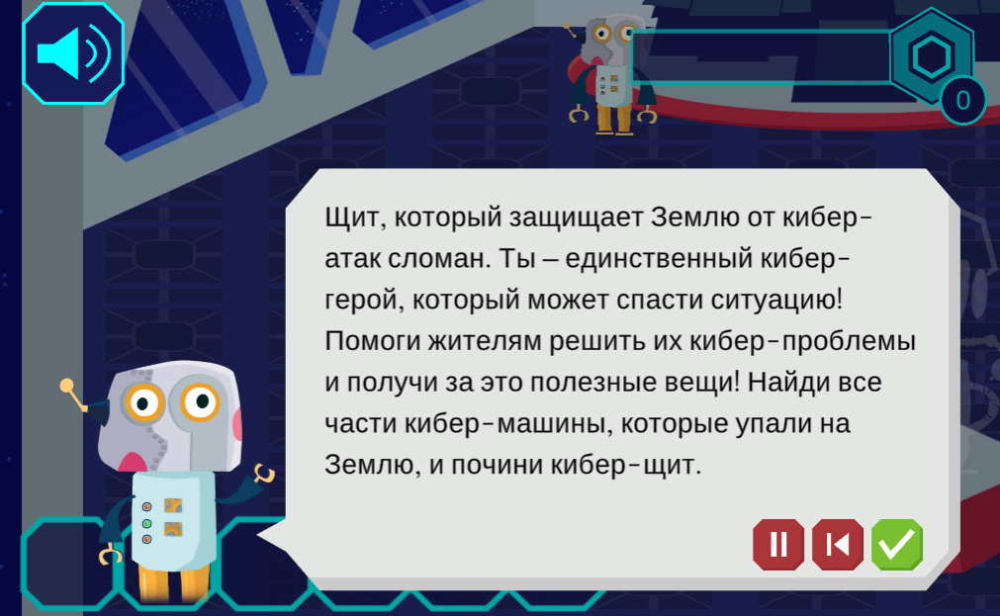 0
Щит, который защищает Землю от кибер-
атак сломан. Ты – единственный кибер-
герой, который может спасти ситуацию!
Помоги жителям решить их кибер-проблемы
и получи за это полезные вещи! Найди все
части кибер-машины, которые упали на
Землю, и почини кибер-щит.